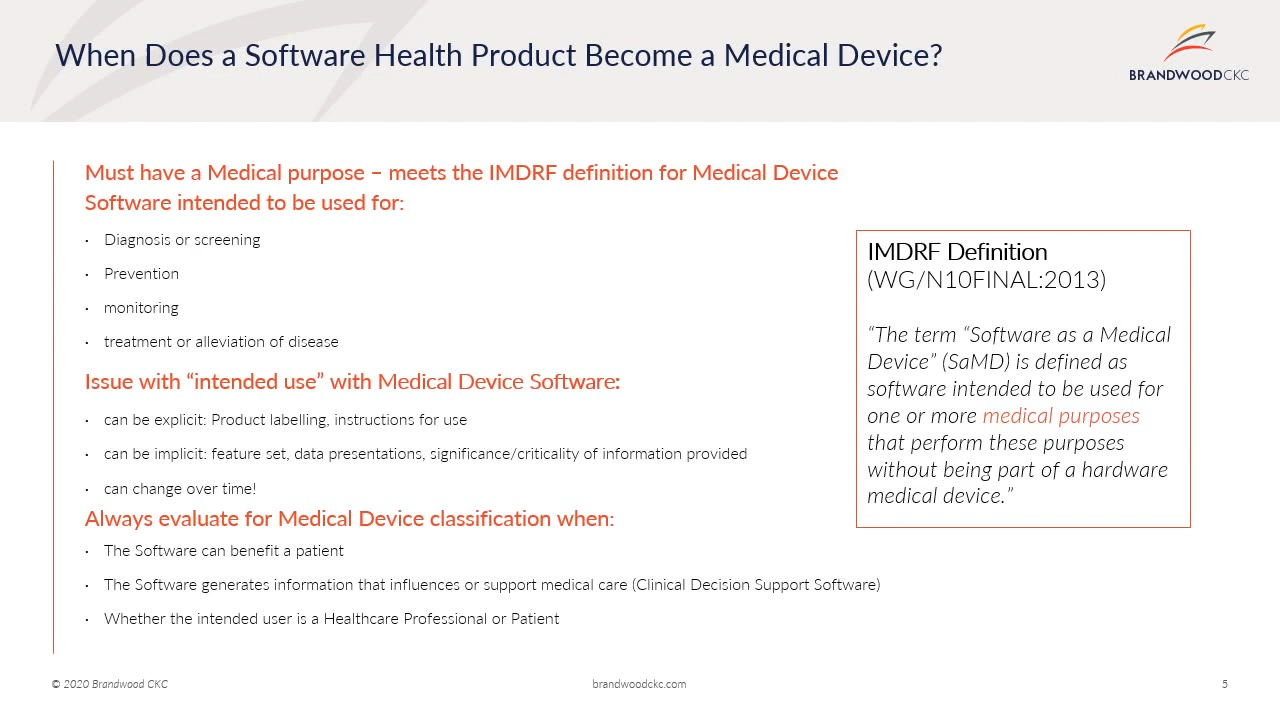 When Does a Software Health Product Become a Medical Device?
BRANDWOODCKC
Must have a Medical purpose – meets the IMDRF definition for Medical Device
Software intended to be used for:
· Diagnosis or screening
· Prevention
· monitoring
· treatment or alleviation of disease
Issue with “intended use” with Medical Device Software:
· can be explicit: Product labelling, instructions for use
· can be implicit: feature set, data presentations, significance/criticality of information provided
· can change over time!
Always evaluate for Medical Device classification when:
· The Software can benefit a patient
· The Software generates information that influences or support medical care (Clinical Decision Support Software)
· Whether the intended user is a Healthcare Professional or Patient
IMDRF Definition
(WG/N10FINAL:2013)
“The term “Software as a Medical
Device” (SaMD) is defined as
software intended to be used for
one or more medical purposes
that perform these purposes
without being part of a hardware
medical device.”
© 2020 Brandwood CKC
brandwoodckc.com
5